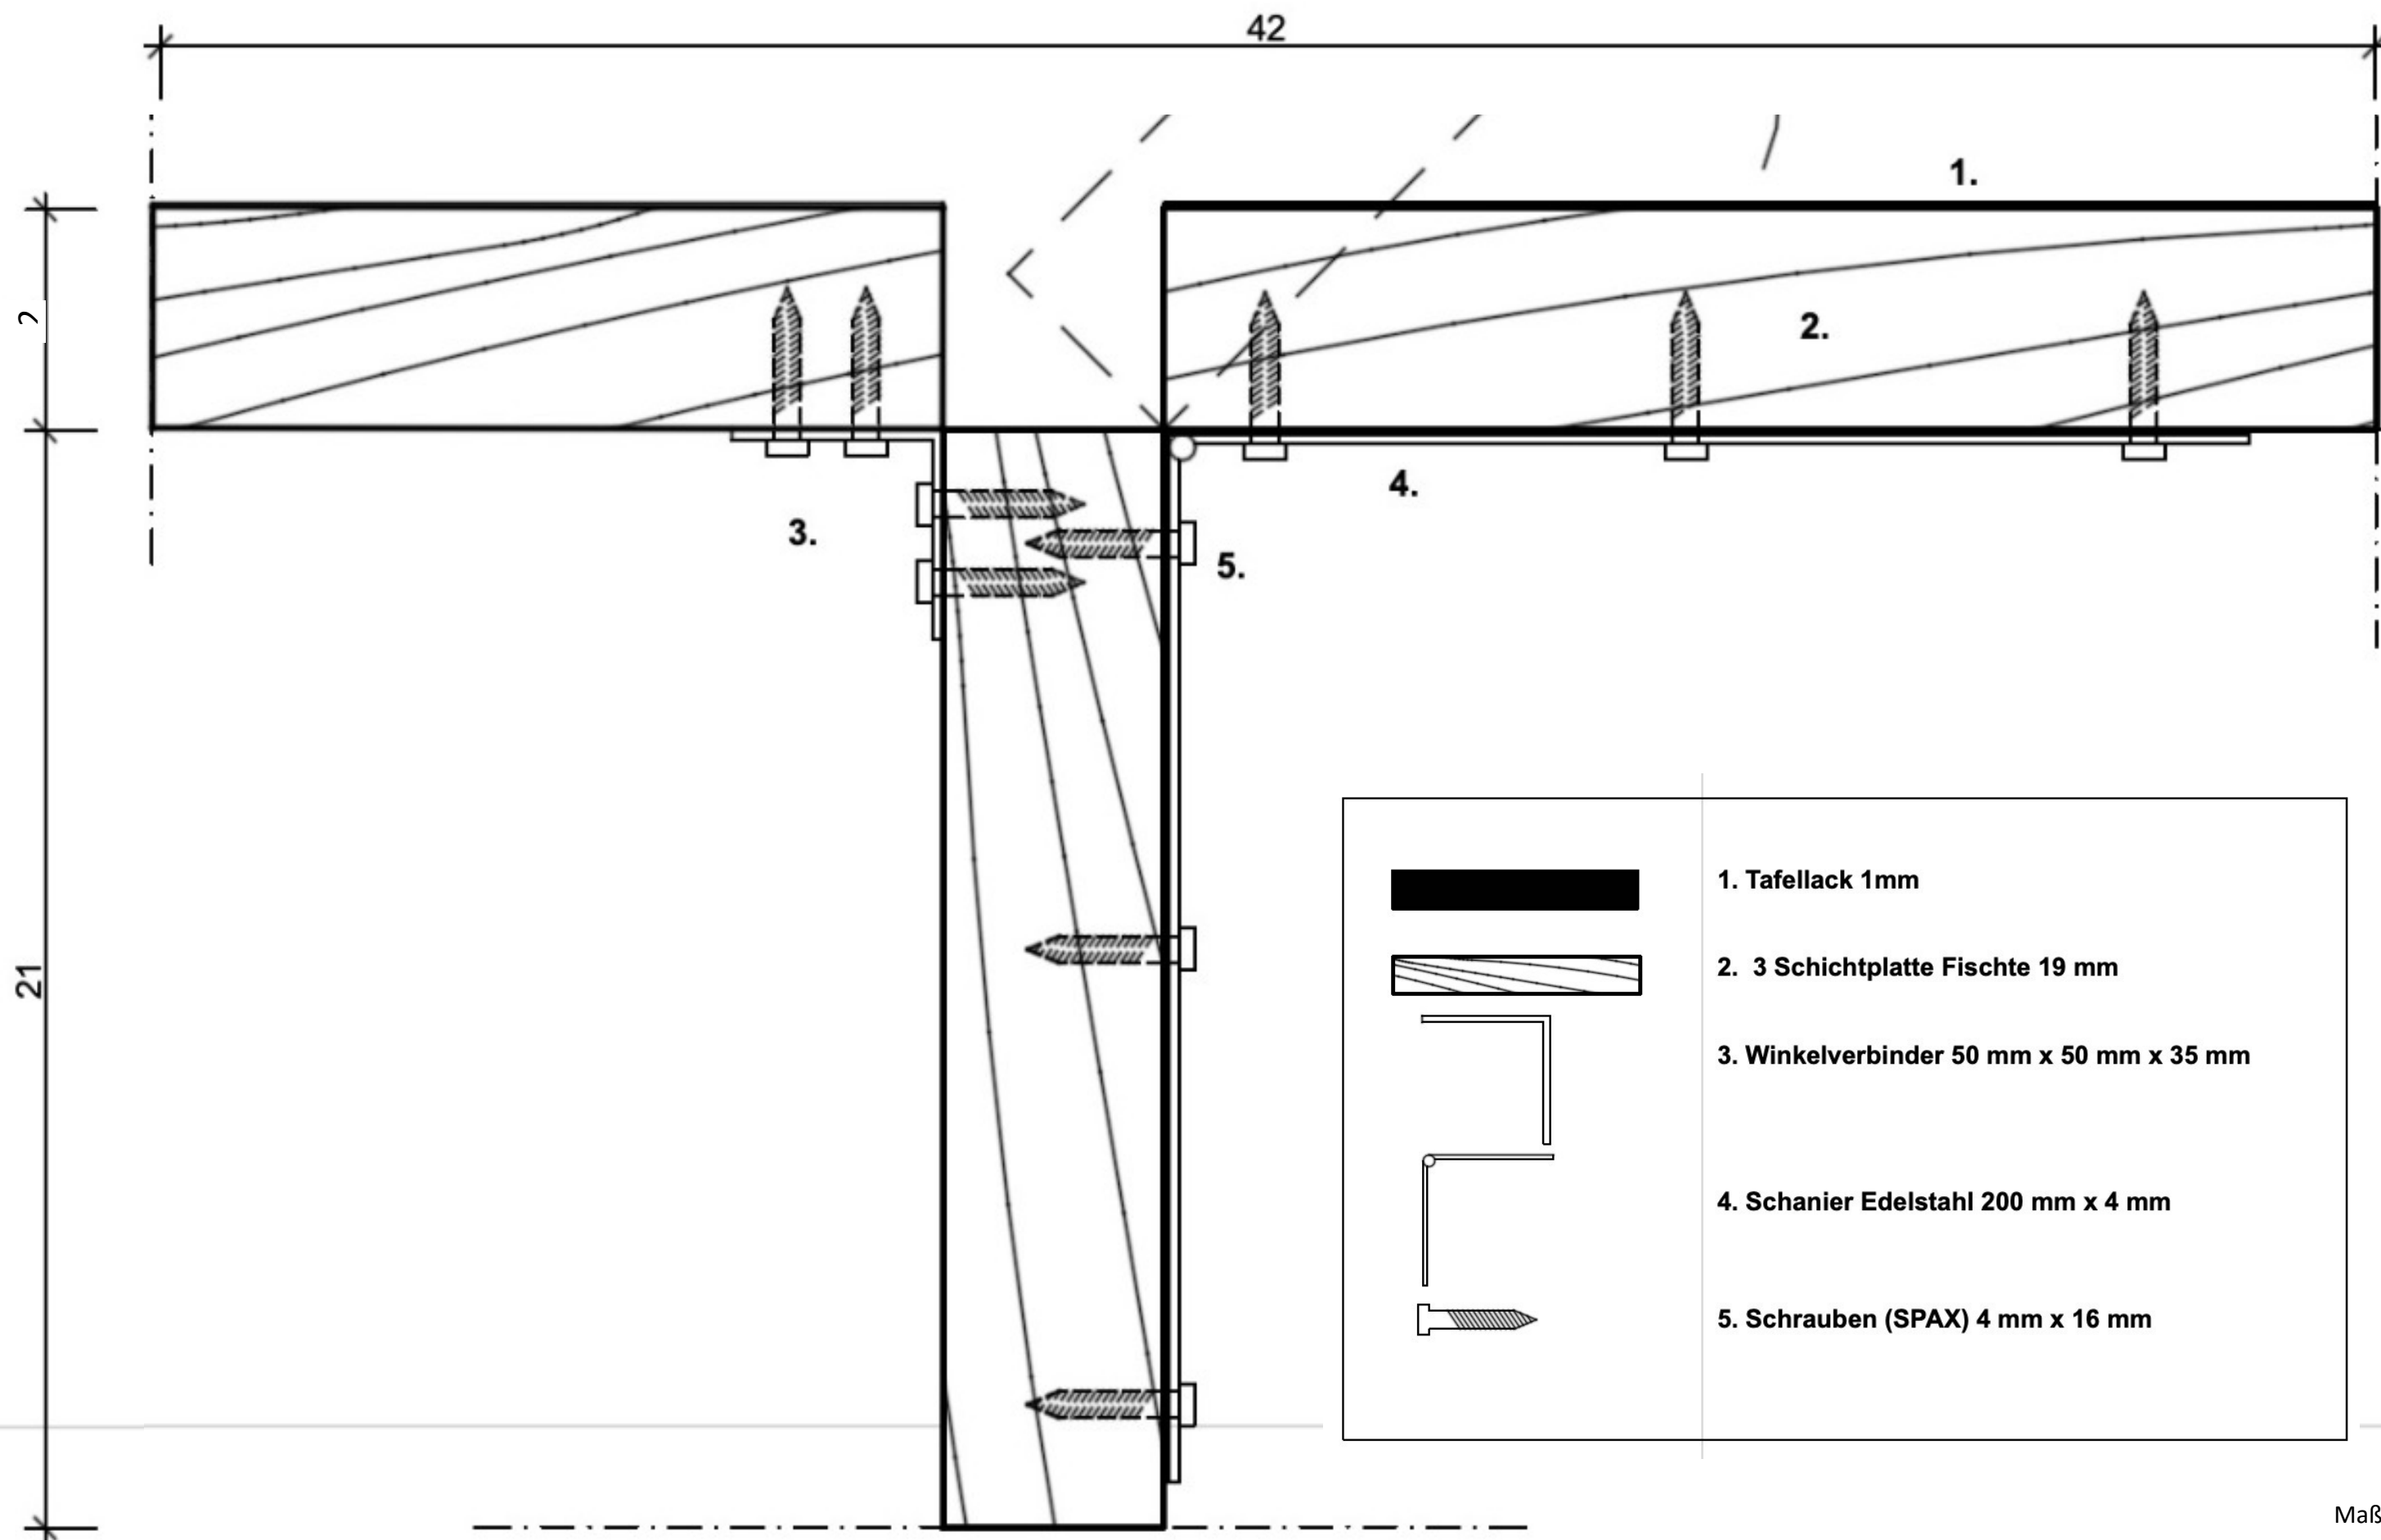 42
1.
2
2.
4.
3.
5.
21
1. Tafellack 1mm
2. 3 Schichtplatte Fischte 19 mm
3. Winkelverbinder 50 mm x 50 mm x 35 mm
4. Schanier Edelstahl 200 mm x 4 mm
5. Schrauben (SPAX) 4 mm x 16 mm
Maß